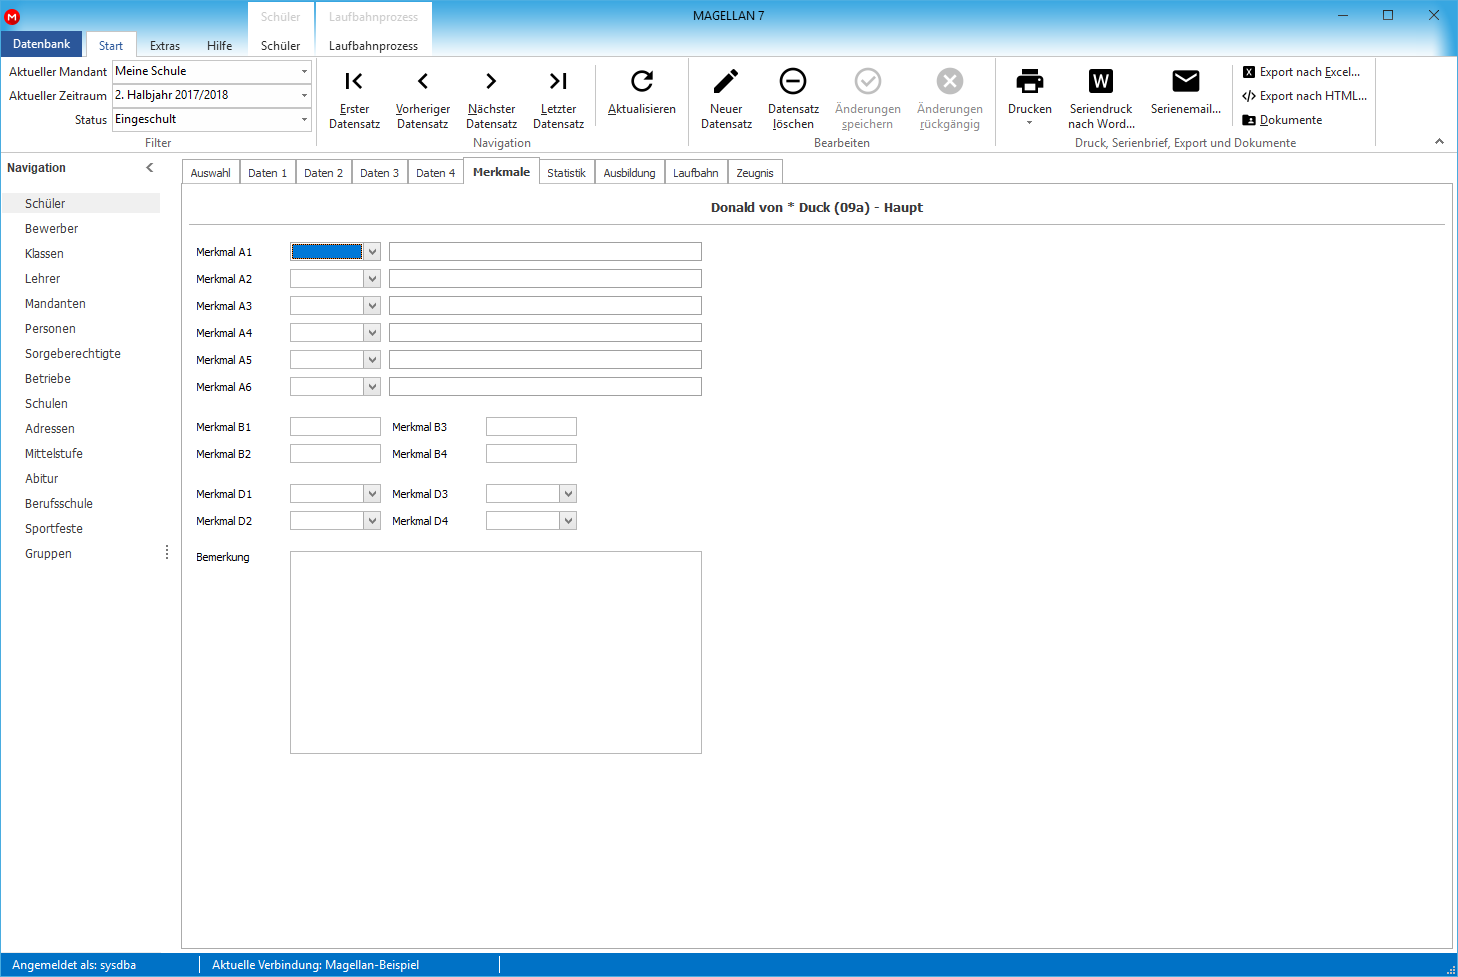 MAGELLAN 7
M
Schüler
Laufbahnprozess
Datenbank
Start
Extras
Hilfe
Schüler
Laufbahnprozess
Aktueller Mandant
Meine Schule
Aktueller Zeitraum
2. Halbjahr 2017/2018
Status
Eingeschult
Filter
Erster
Datensatz
Vorheriger
Datensatz
Nächster
Datensatz
Letzter
Datensatz
Aktualisieren
Navigation
Neuer
Datensatz
Datensatz
löschen
Änderungen
speichern
Änderungen
rückgängig
Bearbeiten
Drucken
W
Seriendruck
nach Word...
Serienemail...
X
Export nach Excel...
Export nach HTML...
Dokumente
Druck, Serienbrief, Export und Dokumente
Navigation
Schüler
Bewerber
Klassen
Lehrer
Mandanten
Personen
Sorgeberechtigte
Betriebe
Schulen
Adressen
Mittelstufe
Abitur
Berufsschule
Sportfeste
Gruppen
Auswahl
Daten 1
Daten 2
Daten 3
Daten 4
Merkmale
Statistik
Ausbildung
Laufbahn
Zeugnis
Donald von * Duck (09a) - Haupt
Merkmal A1
Merkmal A2
Merkmal A3
Merkmal A4
Merkmal A5
Merkmal A6
Merkmal B1
Merkmal B3
Merkmal B2
Merkmal B4
Merkmal D1
Merkmal D3
Merkmal D2
Merkmal D4
Bemerkung
Angemeldet als: sysdba
Aktuelle Verbindung: Magellan-Beispiel